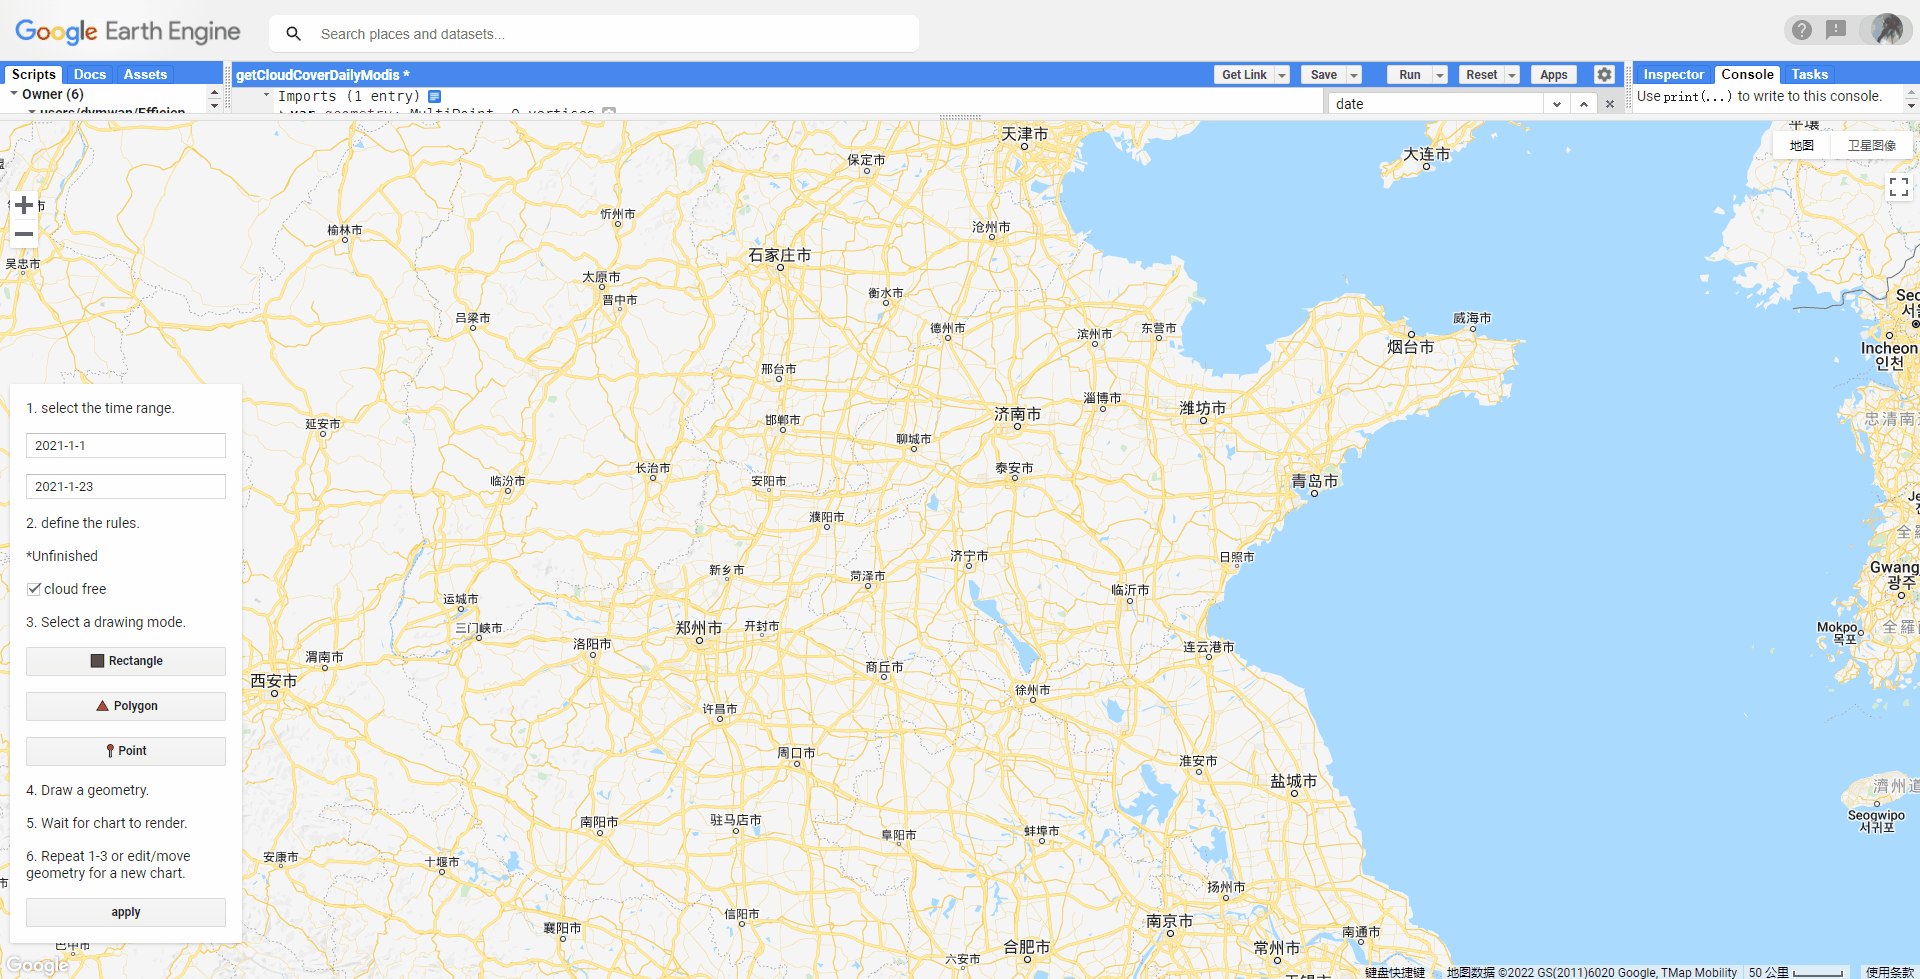 Google Earth Engine
Search places and datasets...
Scripts
Docs
Assets
getCloudCoverDailyModis *
Get Link
Save
Run
Reset
Apps
Inspector
Console
Tasks
Owner (6)
Imports (1 entry)
date
Use print(...) to write to this console.
地图
卫星图像
天津市
保定市
大连市
忻州市
榆林市
沧州市
石家庄市
吴忠市
太原市
晋中市
衡水市
吕梁市
德州市
滨州市
东营市
威海市
烟台市
Incheon
인천
邢台市
淄博市
潍坊市
济南市
邯郸市
延安市
聊城市
长治市
泰安市
临汾市
安阳市
青岛市
濮阳市
济宁市
日照市
新乡市
菏泽市
临沂市
运城市
三门峡市
郑州市
开封市
洛阳市
连云港市
渭南市
商丘市
西安市
徐州市
许昌市
周口市
淮安市
盐城市
南阳市
驻马店市
阜阳市
蚌埠市
安康市
十堰市
扬州市
信阳市
襄阳市
南京市
南通市
合肥市
常州市
六安市
巴中市
광주
Mokpo
목포
Seogwipo
서귀포
1. select the time range.
2021-1-1
2021-1-23
2. define the rules.
*Unfinished
cloud free
3. Select a drawing mode.
Rectangle
Polygon
Point
4. Draw a geometry.
5. Wait for chart to render.
6. Repeat 1-3 or edit/move
geometry for a new chart.
apply
Google
键盘快捷键
地图数据 ©2022 GS(2011)6020 Google, TMap Mobility
50 公里
使用条款